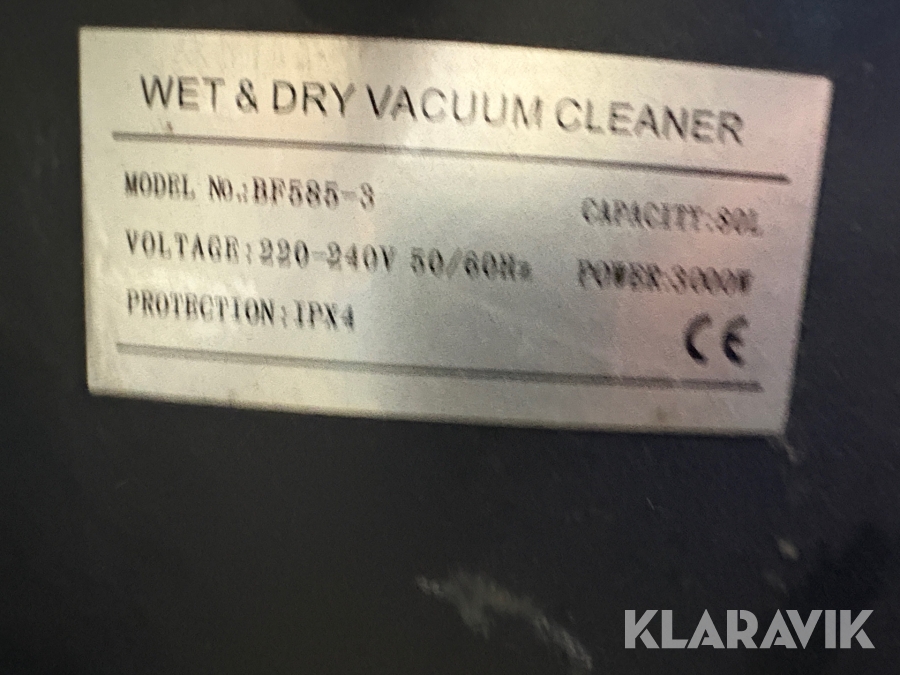 WET & DRY VACUUM CLEANER
MODEL No.:BF585-3
CAPACITY:80L
VOLTAGE:220-240V 50/60Hz
POWER:3000W
PROTECTION:IPX4
CE
KLARAVIK